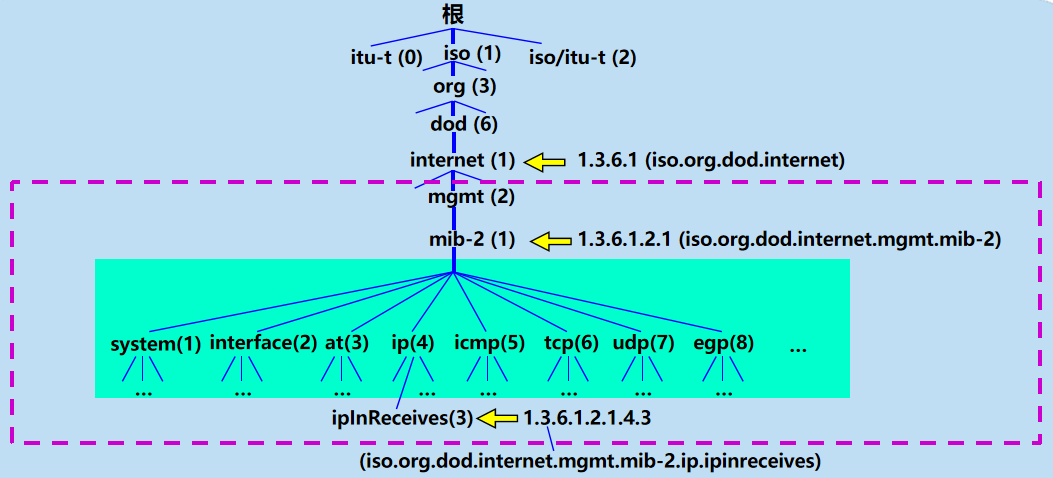 根
itu-t (0) iso (1) iso/itu-t (2)
org (3)
dod (6)
internet (1) 1.3.6.1 (iso.org.dod.internet)
mgmt (2)
mib-2 (1) 1.3.6.1.2.1 (iso.org.dod.internet.mgmt.mib-2)
system(1) interface(2) at(3) ip(4) icmp(5) tcp(6) udp(7) egp(8) ...
... ... ... ... ... ... ... ...
ipInReceives(3) 1.3.6.1.2.1.4.3
(iso.org.dod.internet.mgmt.mib-2.ip.ipinreceives)